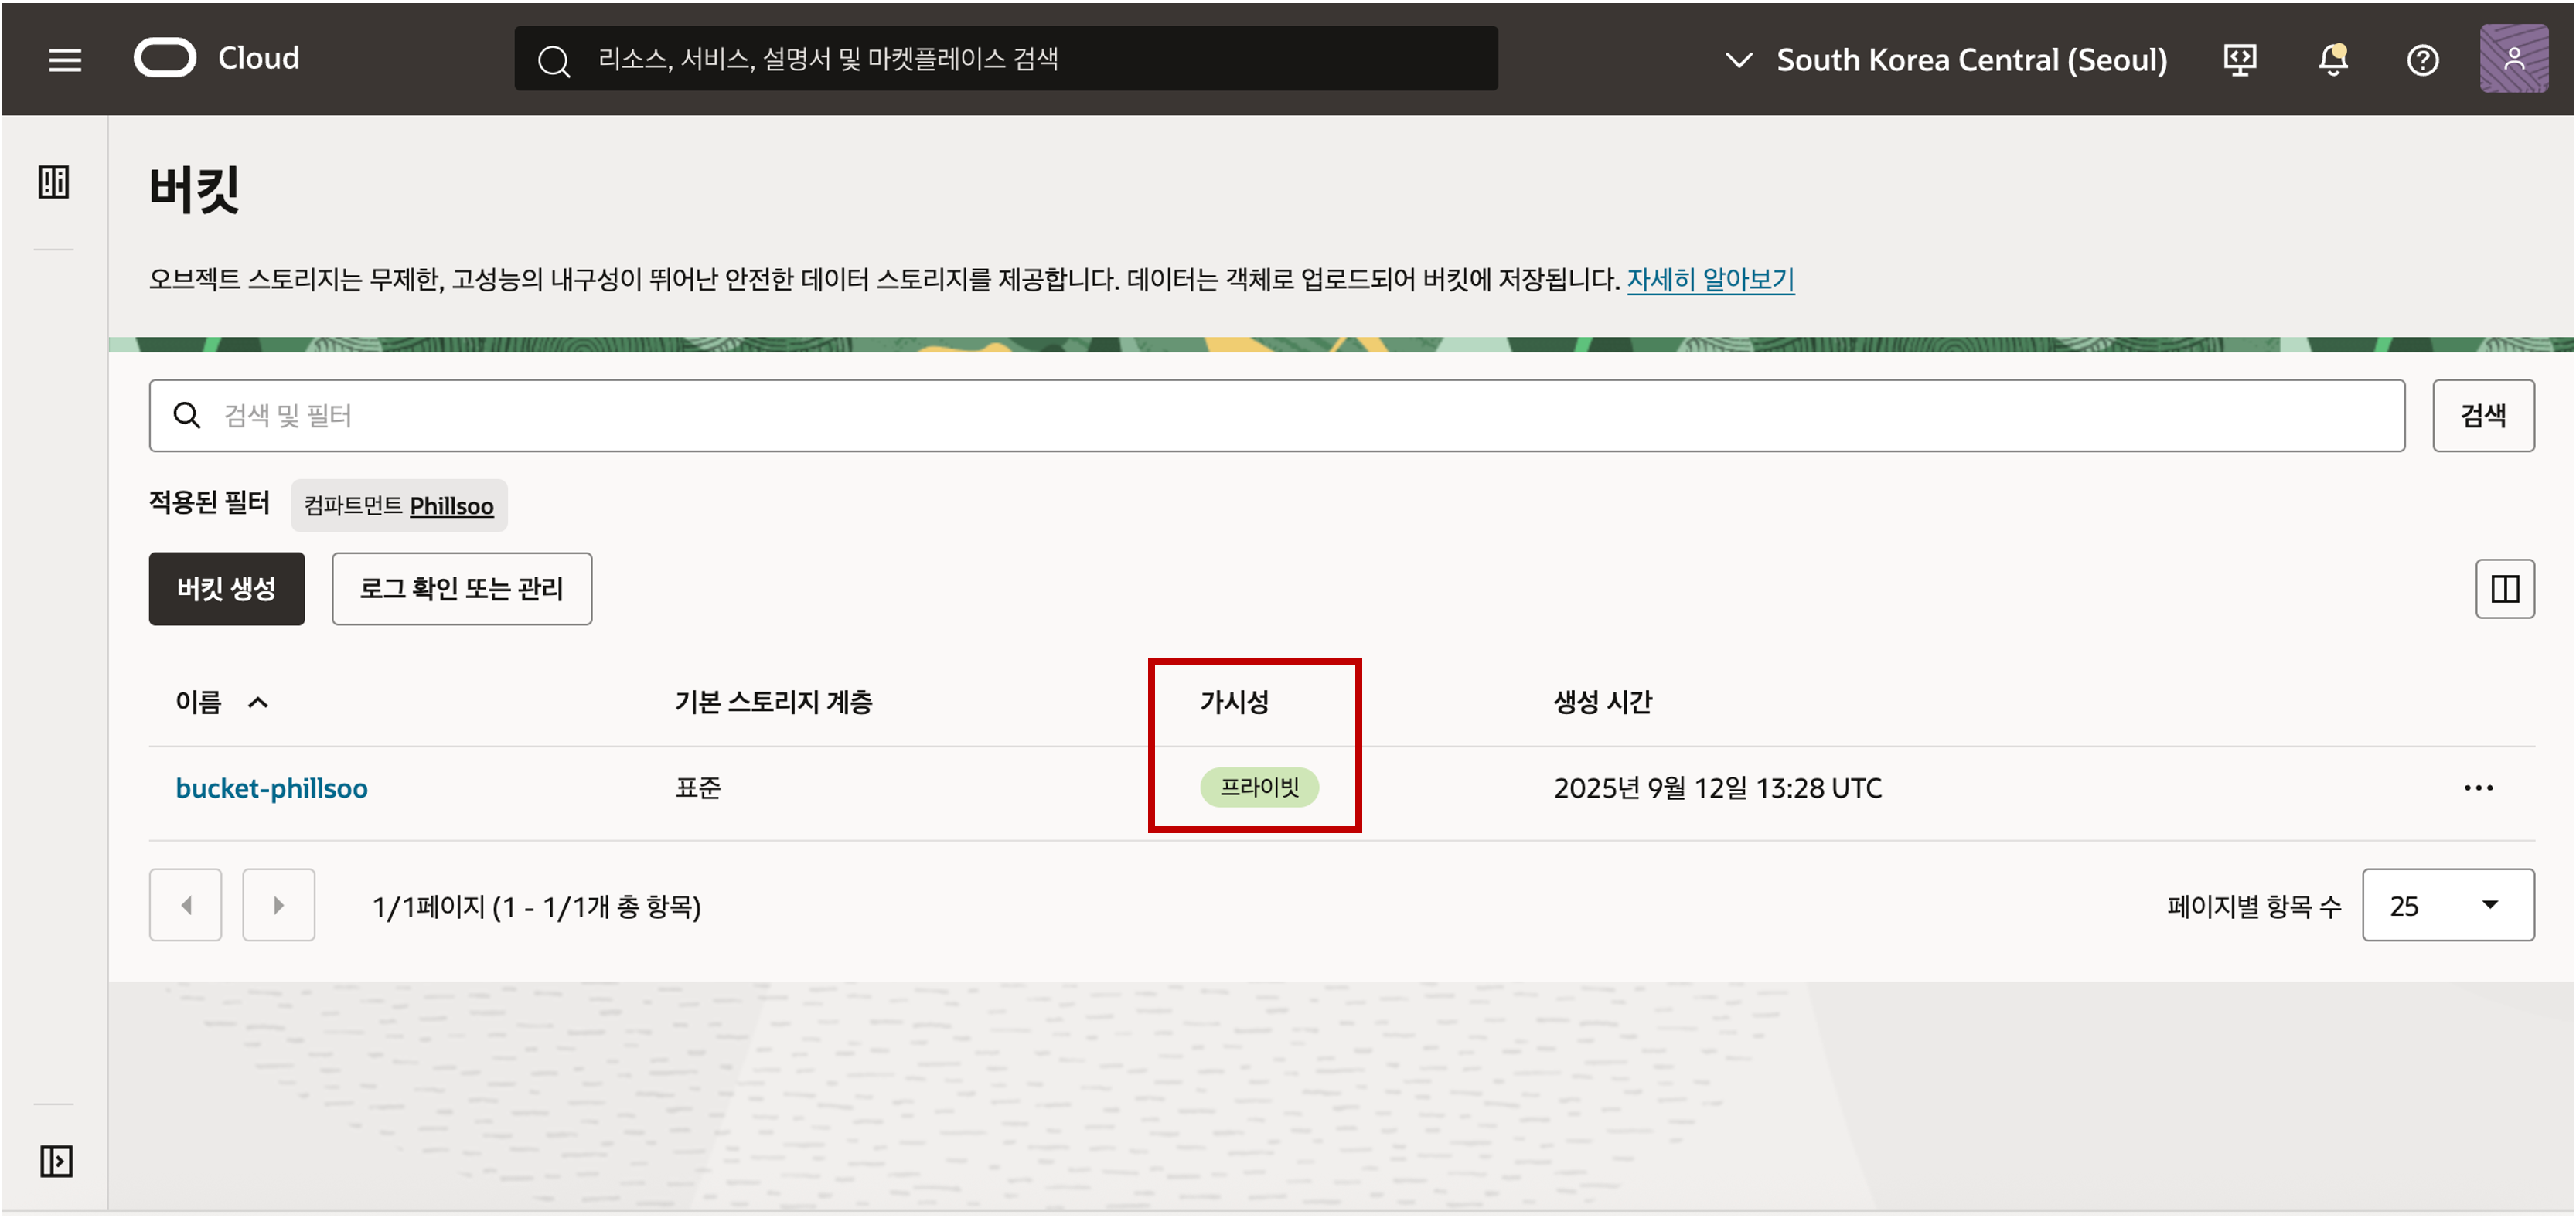 Cloud
리소스, 서비스, 설명서 및 마켓플레이스 검색
South Korea Central (Seoul)
버킷
오브젝트 스토리지는 무제한, 고성능의 내구성이 뛰어난 안전한 데이터 스토리지를 제공합니다. 데이터는 객체로 업로드되어 버킷에 저장됩니다. 자세히 알아보기
검색 및 필터
검색
적용된 필터 컴파트먼트 Phillsoo
버킷 생성 로그 확인 또는 관리
이름 기본 스토리지 계층 가시성 생성 시간
bucket-phillsoo 표준 프라이빗 2025년 9월 12일 13:28 UTC
1/1페이지 (1 - 1/1개 총 항목) 페이지별 항목 수 25